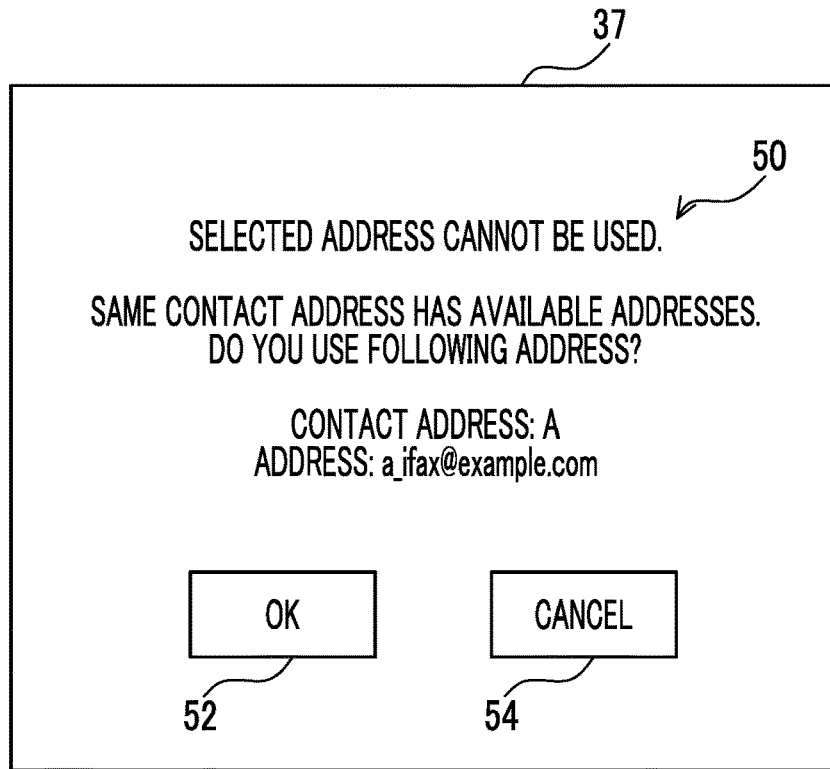 37
50
SELECTED ADDRESS CANNOT BE USED.
SAME CONTACT ADDRESS HAS AVAILABLE ADDRESSES.
DO YOU USE FOLLOWING ADDRESS?
CONTACT ADDRESS: A
ADDRESS: a_ifax@example.com
OK
CANCEL
52
54